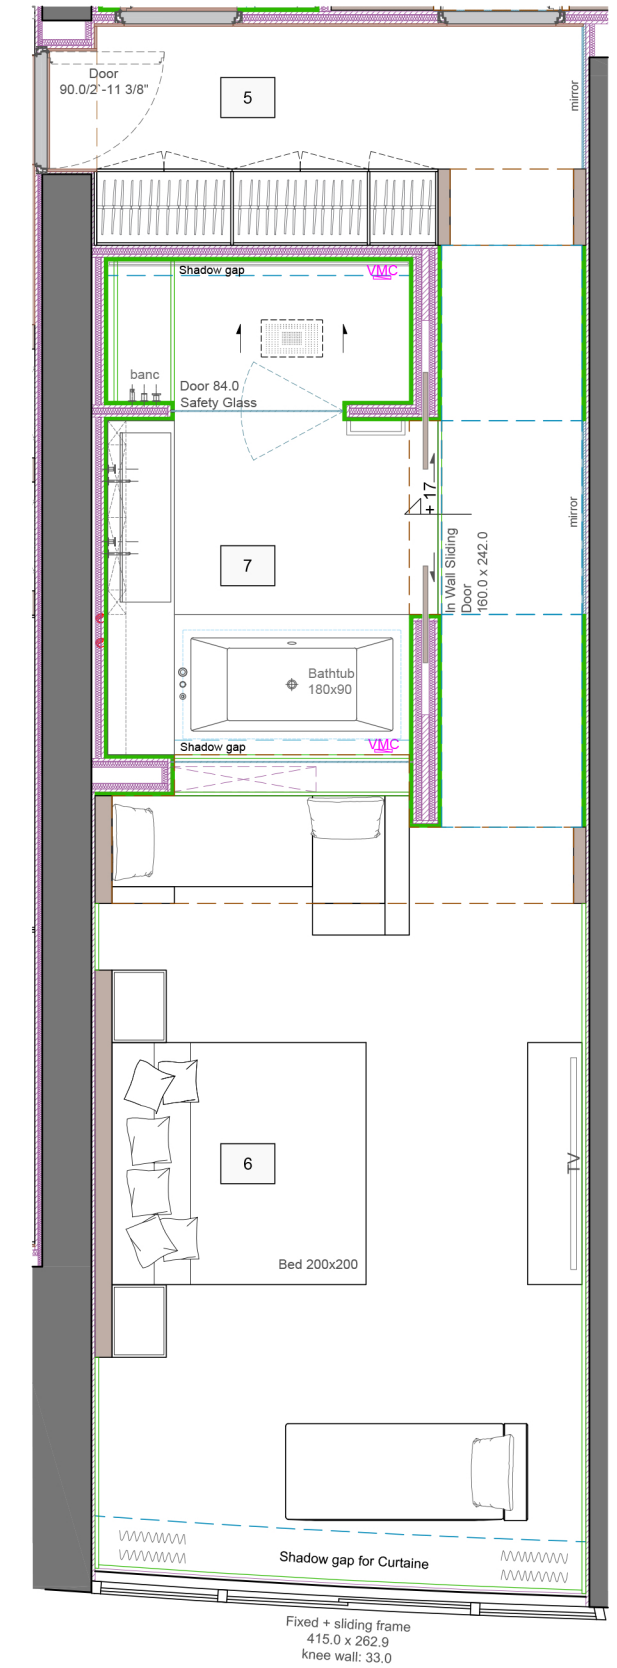 Door
90.0/2`-11 3/8"
5
mirror
Shadow gap
VMC
banc
Door 84.0
Safety Glass
+ 17
mirror
7
In Wall Sliding
Door
160.0 x 242.0
Bathtub
180x90
Shadow gap
VMC
6
TV
Bed 200x200
Shadow gap for Curtaine
Fixed + sliding frame
415.0 x 262.9
knee wall: 33.0